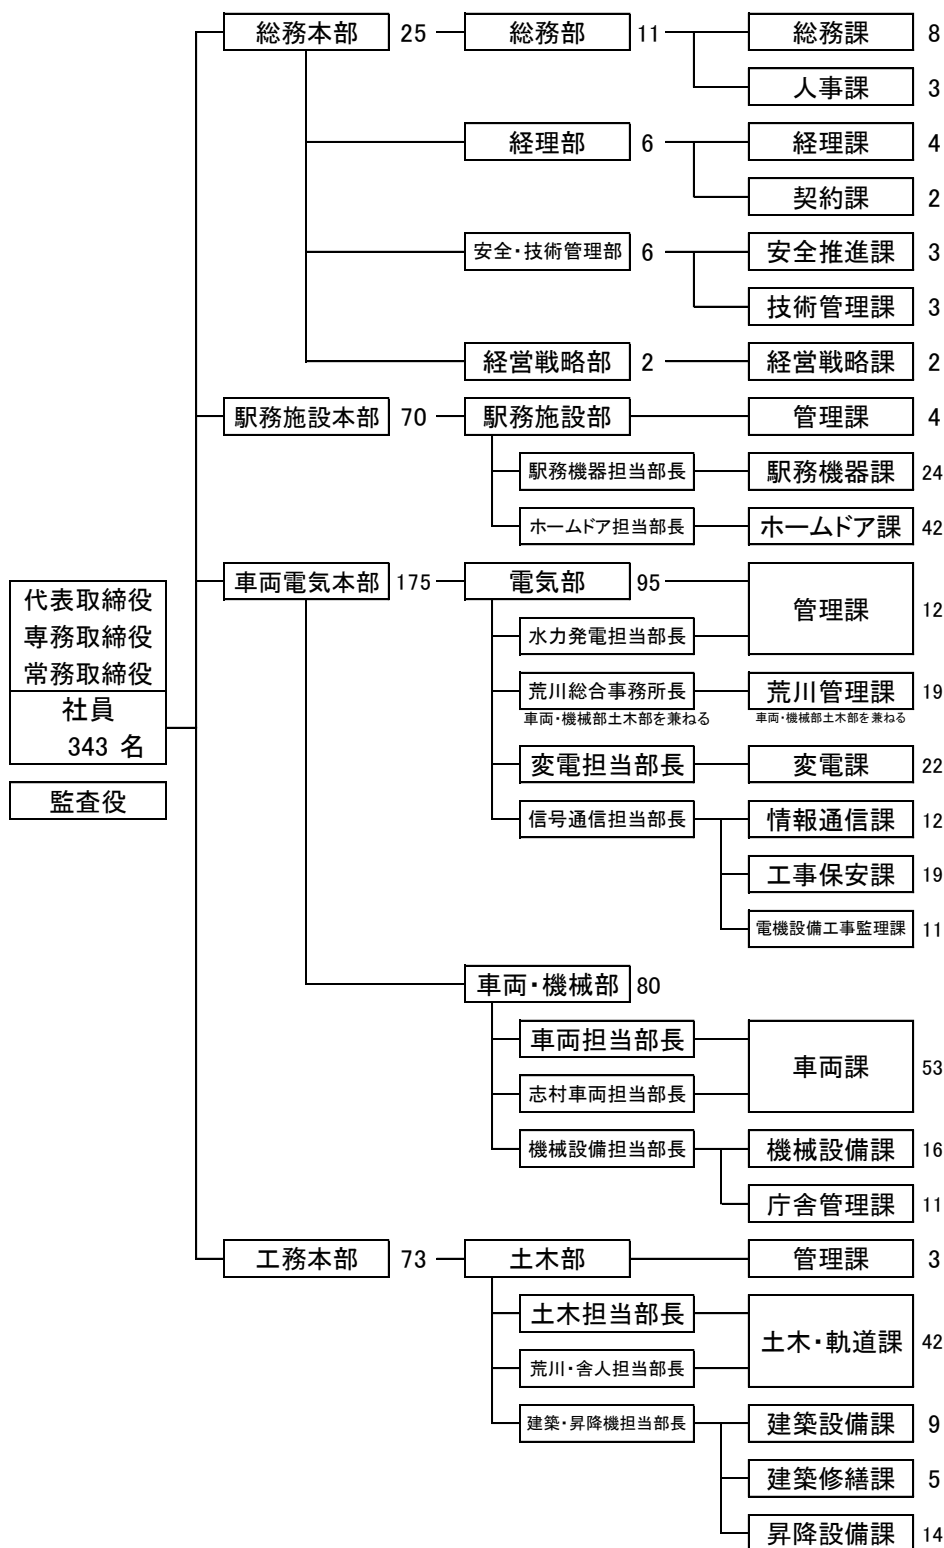 総務本部 25 総務部 11 総務課 8
人事課 3
経理部 6 経理課 4
契約課 2
安全・技術管理部 6 安全推進課 3
技術管理課 3
経営戦略部 2 経営戦略課 2
駅務施設本部 70 駅務施設部 管理課 4
駅務機器担当部長 駅務機器課 24
ホームドア担当部長 ホームドア課 42
車両電気本部 175 電気部 95 管理課 12
水力発電担当部長
代表取締役
専務取締役
常務取締役
社員
343 名
監査役
荒川総合事務所長 荒川管理課 19
車両・機械部土木部を兼ねる 車両・機械部土木部を兼ねる
変電担当部長 変電課 22
信号通信担当部長 情報通信課 12
工事保安課 19
電機設備工事監理課 11
車両・機械部 80
車両担当部長 車両課 53
志村車両担当部長
機械設備担当部長 機械設備課 16
庁舎管理課 11
工務本部 73 土木部 管理課 3
土木担当部長 土木・軌道課 42
荒川・舎人担当部長
建築・昇降機担当部長 建築設備課 9
建築修繕課 5
昇降設備課 14